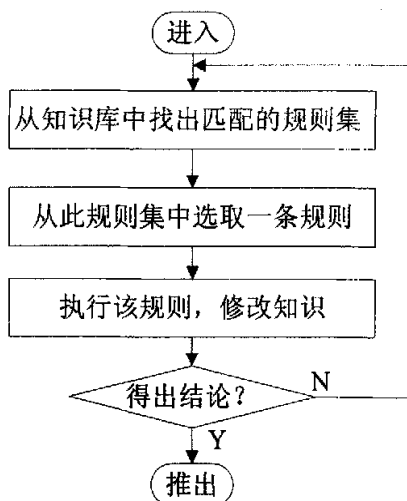 进入
从知识库中找出匹配的规则集
从此规则集中选取一条规则
执行该规则，修改知识
得出结论？
N
Y
推出